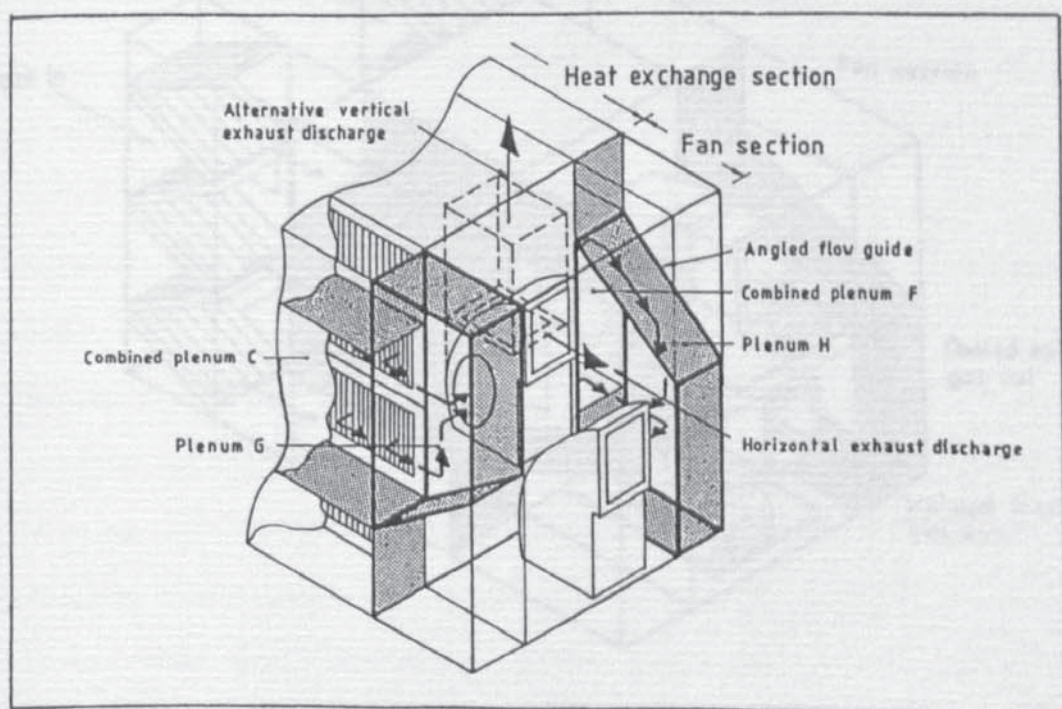 Heat exchange section
Alternative vertical
exhaust discharge
Fan section
Angled flow guide
Combined plenum F
Combined plenum C
Plenum H
Plenum G
Horizontal exhaust discharge